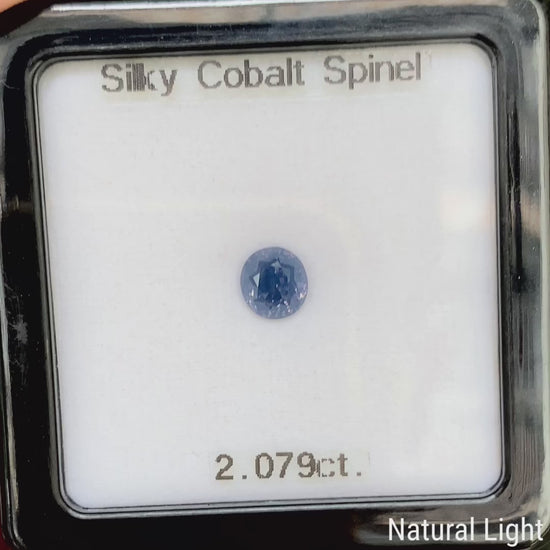 Silky Cobalt Spinel
2.079ct.
Natural Light